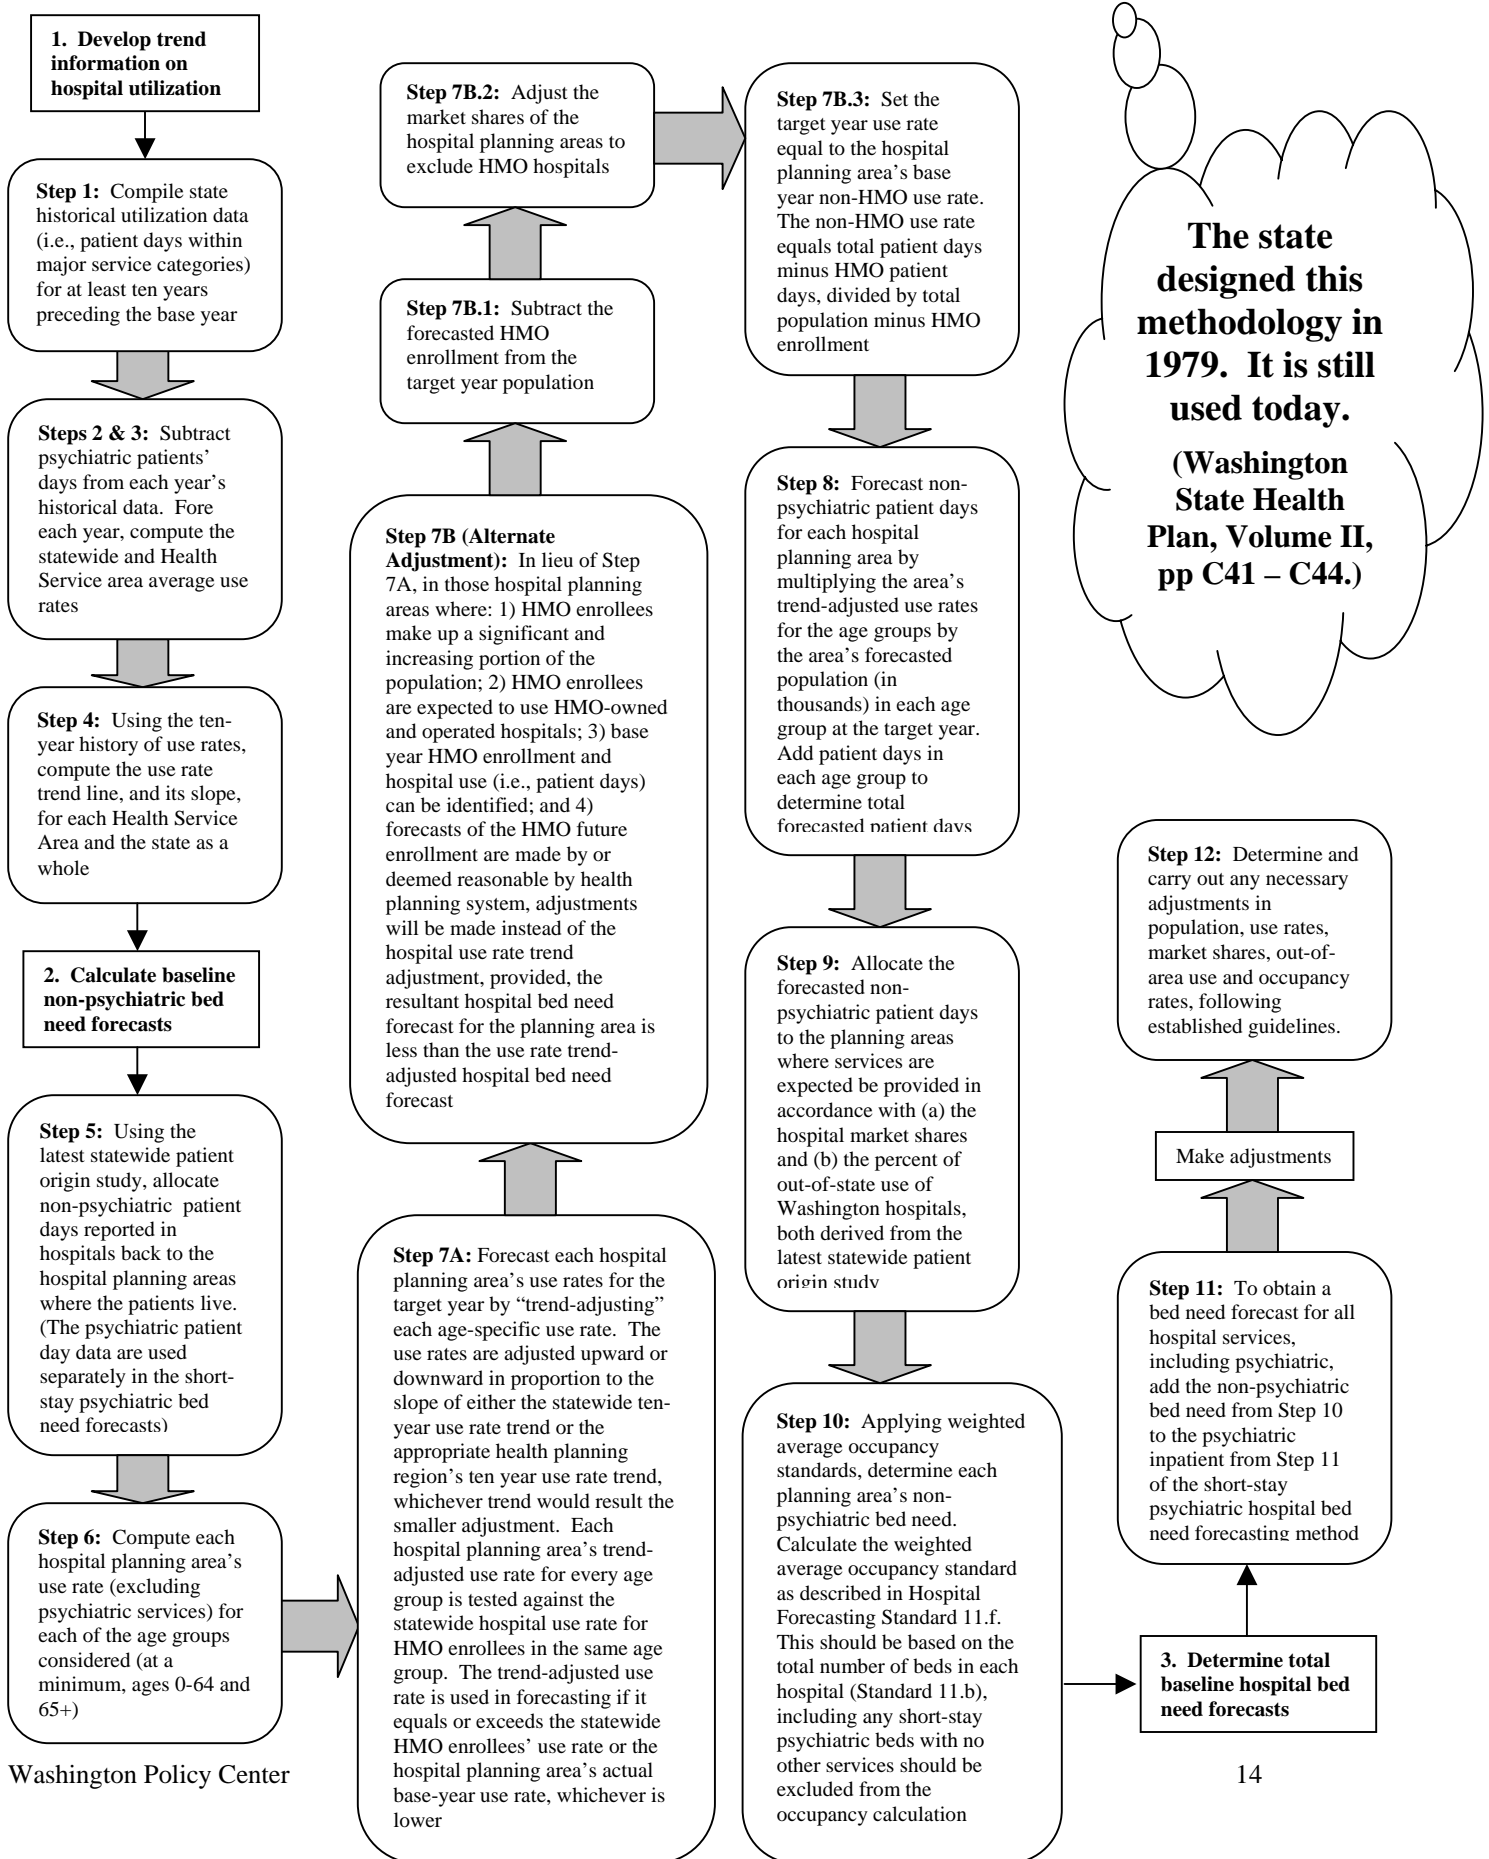 1. Develop trend
information on
hospital utilization
Step 1: Compile state
historical utilization data
(i.e., patient days within
major service categories)
for at least ten years
preceding the base year
Steps 2 & 3: Subtract
psychiatric patients'
days from each year's
historical data. Fore
each year, compute the
statewide and Health
Service area average use
rates
Step 4: Using the ten-
year history of use rates,
compute the use rate
trend line, and its slope,
for each Health Service
Area and the state as a
whole
2. Calculate baseline
non-psychiatric bed
need forecasts
Step 5: Using the
latest statewide patient
origin study, allocate
non-psychiatric patient
days reported in
hospitals back to the
hospital planning areas
where the patients live.
(The psychiatric patient
day data are used
separately in the short-
stay psychiatric bed
need forecasts)
Step 6: Compute each
hospital planning area's
use rate (excluding
psychiatric services) for
each of the age groups
considered (at a
minimum, ages 0-64 and
65+)
Step 7A: Forecast each hospital
planning area's use rates for the
target year by “trend-adjusting”
each age-specific use rate. The
use rates are adjusted upward or
downward in proportion to the
slope of either the statewide ten-
year use rate trend or the
appropriate health planning
region's ten year use rate trend,
whichever trend would result the
smaller adjustment. Each
hospital planning area's trend-
adjusted use rate for every age
group is tested against the
statewide hospital use rate for
HMO enrollees in the same age
group. The trend-adjusted use
rate is used in forecasting if it
equals or exceeds the statewide
HMO enrollees' use rate or the
hospital planning area's actual
base-year use rate, whichever is
lower
Step 7B (Alternate
Adjustment): In lieu of Step
7A, in those hospital planning
areas where: 1) HMO enrollees
make up a significant and
increasing portion of the
population; 2) HMO enrollees
are expected to use HMO-owned
and operated hospitals; 3) base
year HMO enrollment and
hospital use (i.e., patient days)
can be identified; and 4)
forecasts of the HMO future
enrollment are made by or
deemed reasonable by health
planning system, adjustments
will be made instead of the
hospital use rate trend
adjustment, provided, the
resultant hospital bed need
forecast for the planning area is
less than the use rate trend-
adjusted hospital bed need
forecast
Step 7B.1: Subtract the
forecasted HMO
enrollment from the
target year population
Step 7B.2: Adjust the
market shares of the
hospital planning areas to
exclude HMO hospitals
Step 7B.3: Set the
target year use rate
equal to the hospital
planning area's base
year non-HMO use rate.
The non-HMO use rate
equals total patient days
minus HMO patient
days, divided by total
population minus HMO
enrollment
Step 8: Forecast non-
psychiatric patient days
for each hospital
planning area by
multiplying the area's
trend-adjusted use rates
for the age groups by
the area's forecasted
population (in
thousands) in each age
group at the target year.
Add patient days in
each age group to
determine total
forecasted patient days
Step 9: Allocate the
forecasted non-
psychiatric patient days
to the planning areas
where services are
expected be provided in
accordance with (a) the
hospital market shares
and (b) the percent of
out-of-state use of
Washington hospitals,
both derived from the
latest statewide patient
origin study
Step 10: Applying weighted
average occupancy
standards, determine each
planning area's non-
psychiatric bed need.
Calculate the weighted
average occupancy standard
as described in Hospital
Forecasting Standard 11.f.
This should be based on the
total number of beds in each
hospital (Standard 11.b),
including any short-stay
psychiatric beds with no
other services should be
excluded from the
occupancy calculation
3. Determine total
baseline hospital bed
need forecasts
Step 11: To obtain a
bed need forecast for all
hospital services,
including psychiatric,
add the non-psychiatric
bed need from Step 10
to the psychiatric
inpatient from Step 11
of the short-stay
psychiatric hospital bed
need forecasting method
Make adjustments
Step 12: Determine and
carry out any necessary
adjustments in
population, use rates,
market shares, out-of-
area use and occupancy
rates, following
established guidelines.
The state
designed this
methodology in
1979. It is still
used today.
(Washington
State Health
Plan, Volume II,
pp C41 – C44.)
Washington Policy Center
14